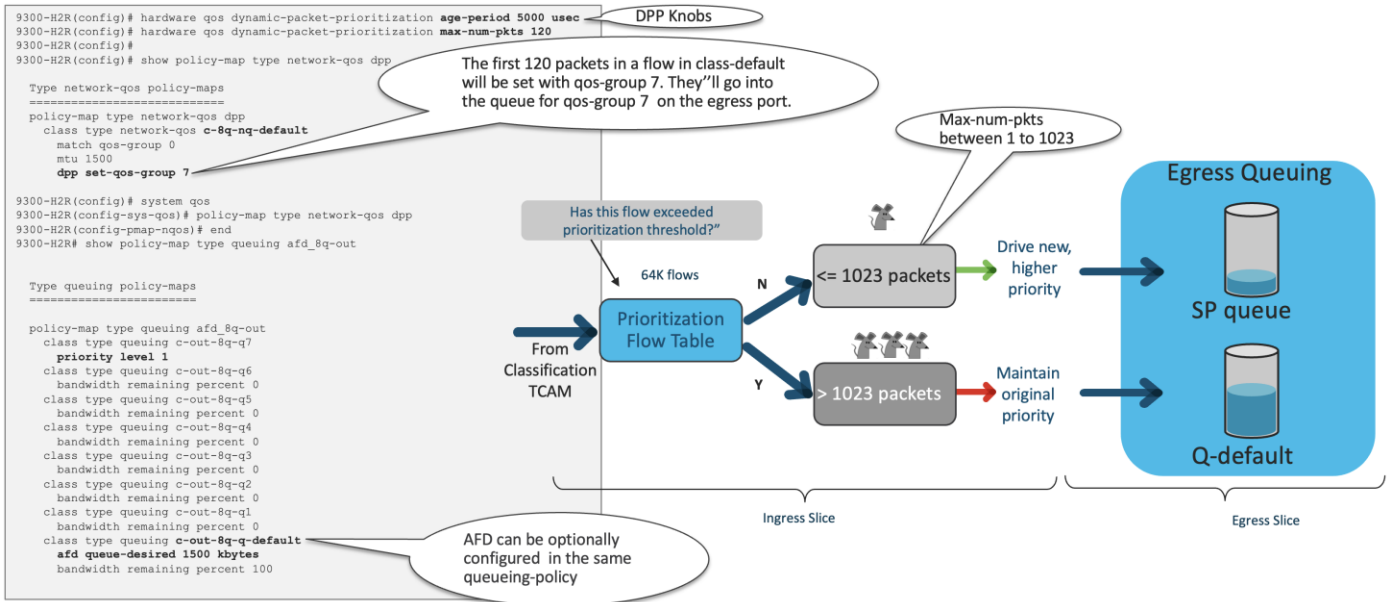 9300-H2R(config)# hardware qos dynamic-packet-prioritization age-period 5000 usec
9300-H2R(config)# hardware qos dynamic-packet-prioritization max-num-pkts 120
9300-H2R(config)#
9300-H2R(config)# show policy-map type network-qos dpp
Type network-qos policy-maps
============================
policy-map type network-qos dpp
class type network-qos c-8q-nq-default
match qos-group 0
mtu 1500
dpp set-qos-group 7
9300-H2R(config)# system qos
9300-H2R(config-sys-qos)# policy-map type network-qos dpp
9300-H2R(config-pmap-nqos)# end
9300-H2R# show policy-map type queuing afd_8q-out
Type queuing policy-maps
========================
policy-map type queuing afd_8q-out
class type queuing c-out-8q-q7
priority level 1
class type queuing c-out-8q-q6
bandwidth remaining percent 0
class type queuing c-out-8q-q5
bandwidth remaining percent 0
class type queuing c-out-8q-q4
bandwidth remaining percent 0
class type queuing c-out-8q-q3
bandwidth remaining percent 0
class type queuing c-out-8q-q2
bandwidth remaining percent 0
class type queuing c-out-8q-q1
bandwidth remaining percent 0
class type queuing c-out-8q-q-default
afd queue-desired 1500 kbytes
bandwidth remaining percent 100
DPP Knobs
The first 120 packets in a flow in class-default
will be set with qos-group 7. They''ll go into
the queue for qos-group 7 on the egress port.
AFD can be optionally
configured in the same
queueing-policy
Max-num-pkts
between 1 to 1023
Has this flow exceeded
prioritization threshold?”
64K flows
From
Classification
TCAM
Prioritization
Flow Table
N
Y
<= 1023 packets
> 1023 packets
Drive new,
higher
priority
Maintain
original
priority
Egress Queuing
SP queue
Q-default
Ingress Slice
Egress Slice